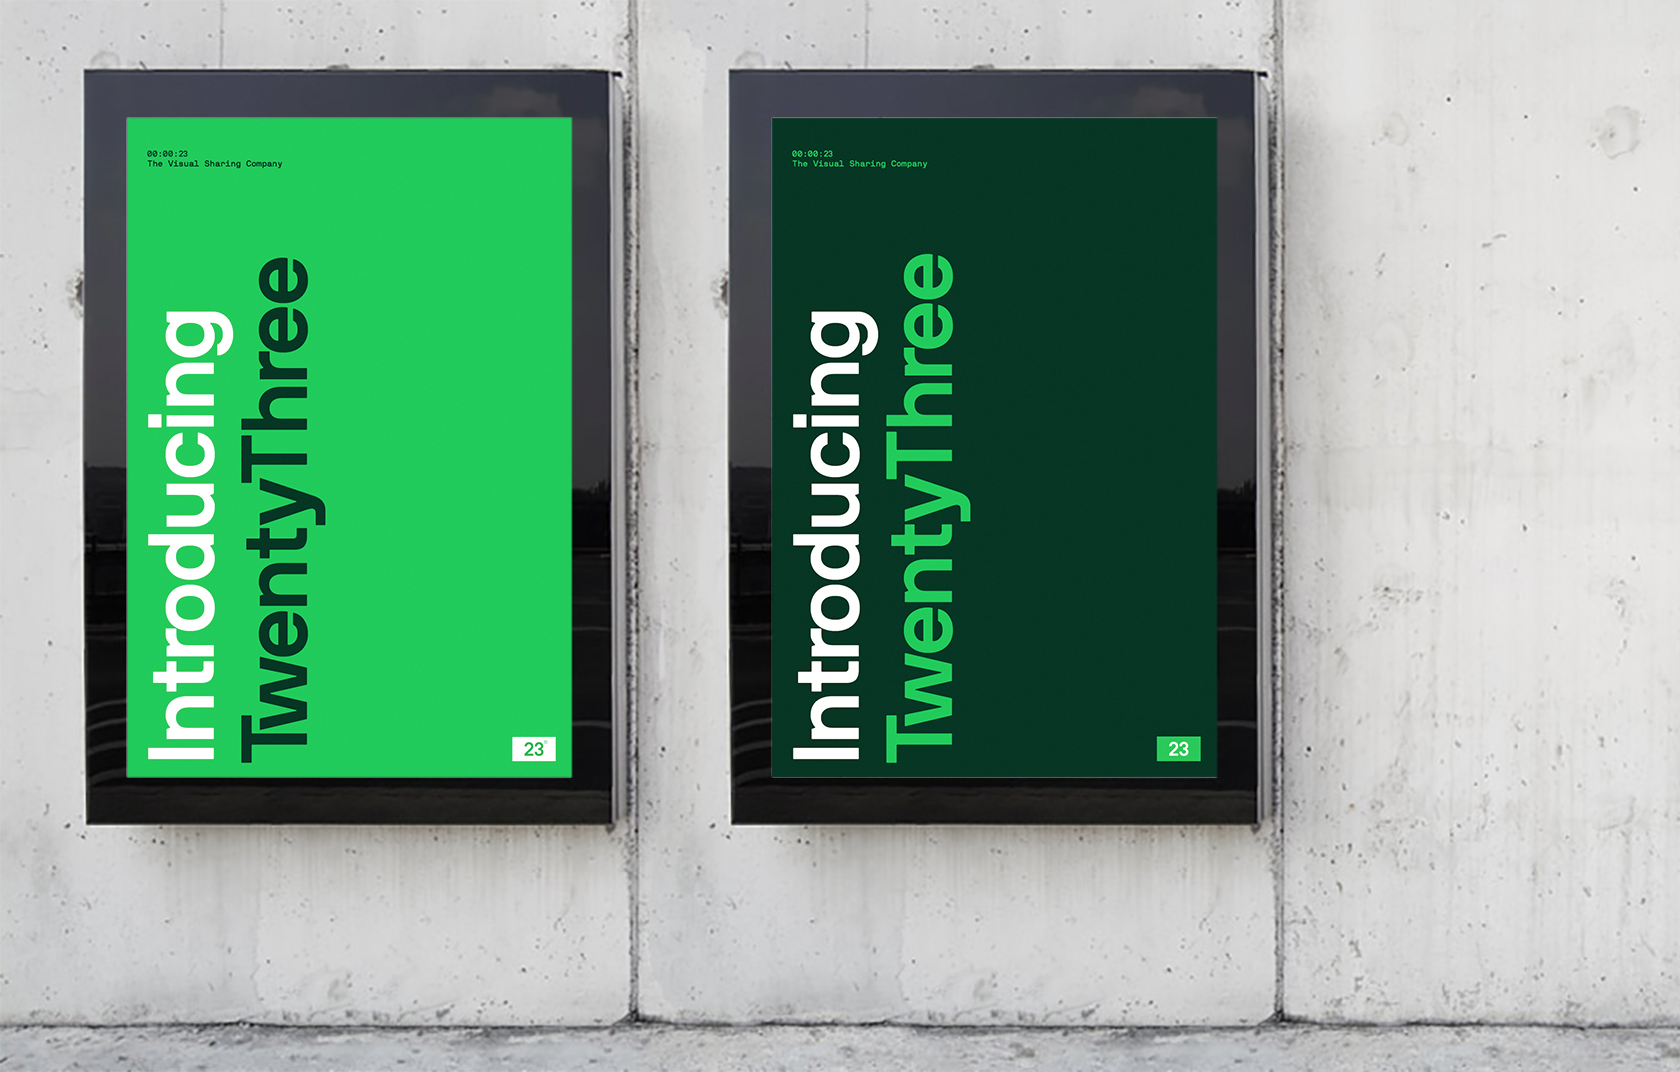 00:00:23
The Visual Sharing Company
Introducing
TwentyThree
23
00:00:23
The Visual Sharing Company
Introducing
TwentyThree
23